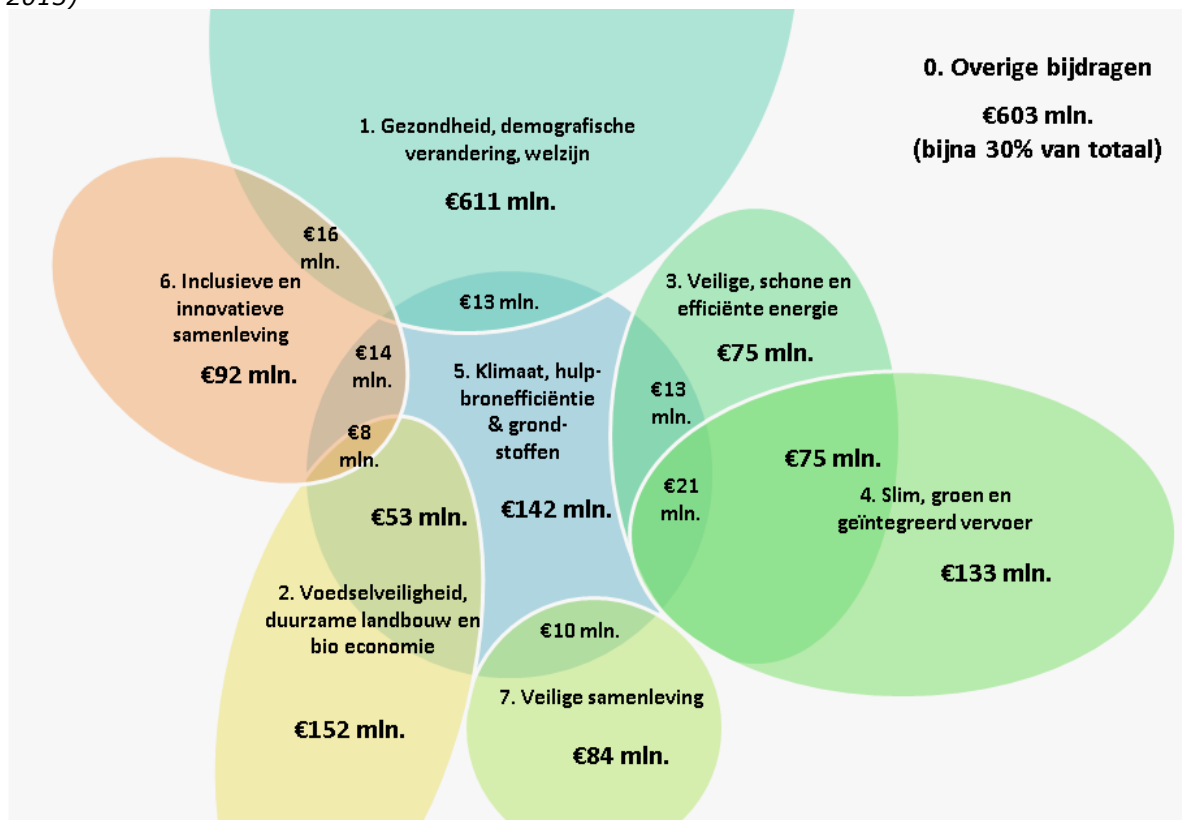 2015)
0. Overige bijdragen
€603 mln.
(bijna 30% van totaal)
1. Gezondheid, demografische
verandering, welzijn
€611 mln.
€16
mln.
6. Inclusieve en
innovatieve
samenleving
€92 mln.
€13 mln.
3. Veilige, schone en
efficiënte energie
€75 mln.
€14
mln.
5. Klimaat, hulp-
bronefficiëntie
& grond-
stoffen
€142 mln.
€13
mln.
€8
mln.
€75 mln.
€21
mln.
4. Slim, groen en
geïntegreerd vervoer
€133 mln.
€53 mln.
2. Voedselveiligheid,
duurzame landbouw en
bio economie
€152 mln.
€10 mln.
7. Veilige samenleving
€84 mln.